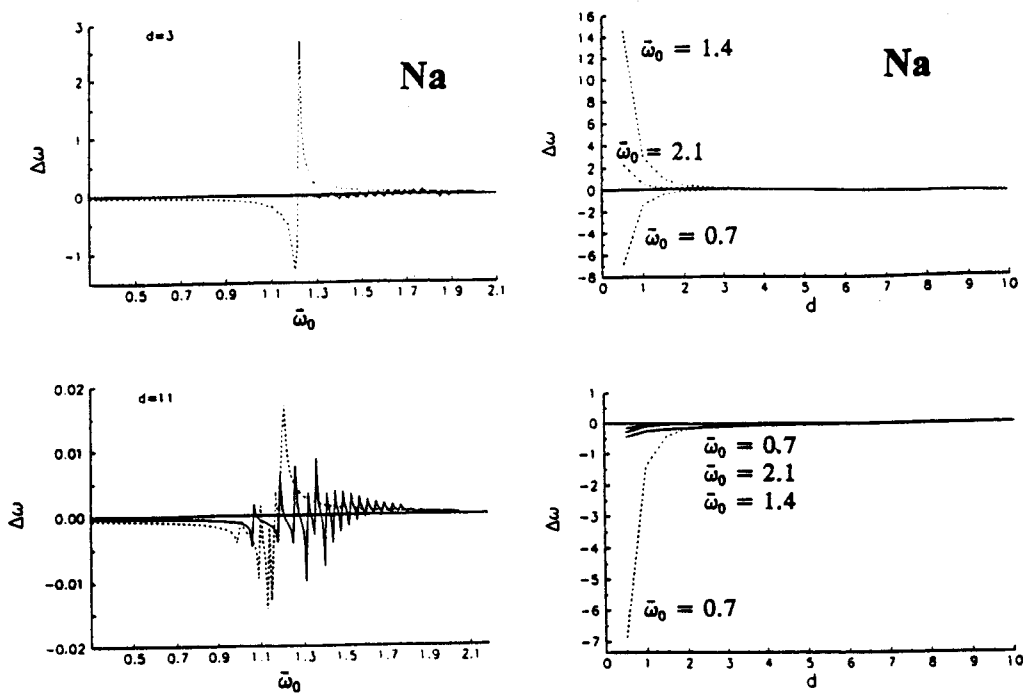 d=3
Na
3
2
1
0
-1
Δω
0.5 0.7 0.9 1.1 1.3 1.5 1.7 1.9 2.1
ω̄₀
16
14
12
10
8
6
4
2
0
-2
-4
-6
-8
Δω
ω̄₀ = 1.4
Na
ω̄₀ = 2.1
ω̄₀ = 0.7
0 1 2 3 4 5 6 7 8 9 10
d
d=11
0.02
0.01
0.00
-0.01
-0.02
Δω
0.5 0.7 0.9 1.1 1.3 1.5 1.7 1.9 2.1
ω̄₀
1
0
-1
-2
-3
-4
-5
-6
-7
Δω
ω̄₀ = 0.7
ω̄₀ = 2.1
ω̄₀ = 1.4
ω̄₀ = 0.7
0 1 2 3 4 5 6 7 8 9 10
d